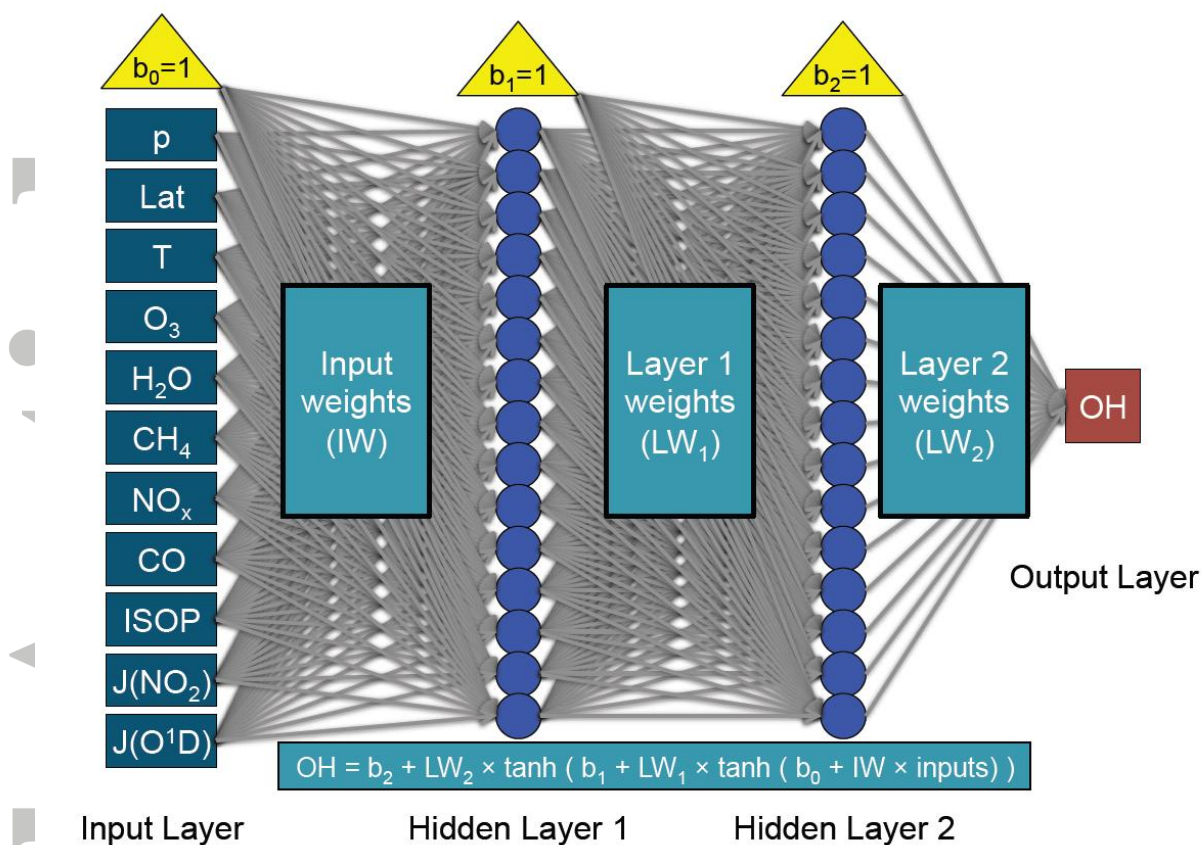 b₀=1
b₁=1
b₂=1
p
Lat
T
O₃
H₂O
CH₄
NOₓ
CO
ISOP
J(NO₂)
J(O¹D)
Input
weights
(IW)
Layer 1
weights
(LW₁)
Layer 2
weights
(LW₂)
OH
Output Layer
OH = b₂ + LW₂ × tanh ( b₁ + LW₁ × tanh ( b₀ + IW × inputs) )
Input Layer
Hidden Layer 1
Hidden Layer 2